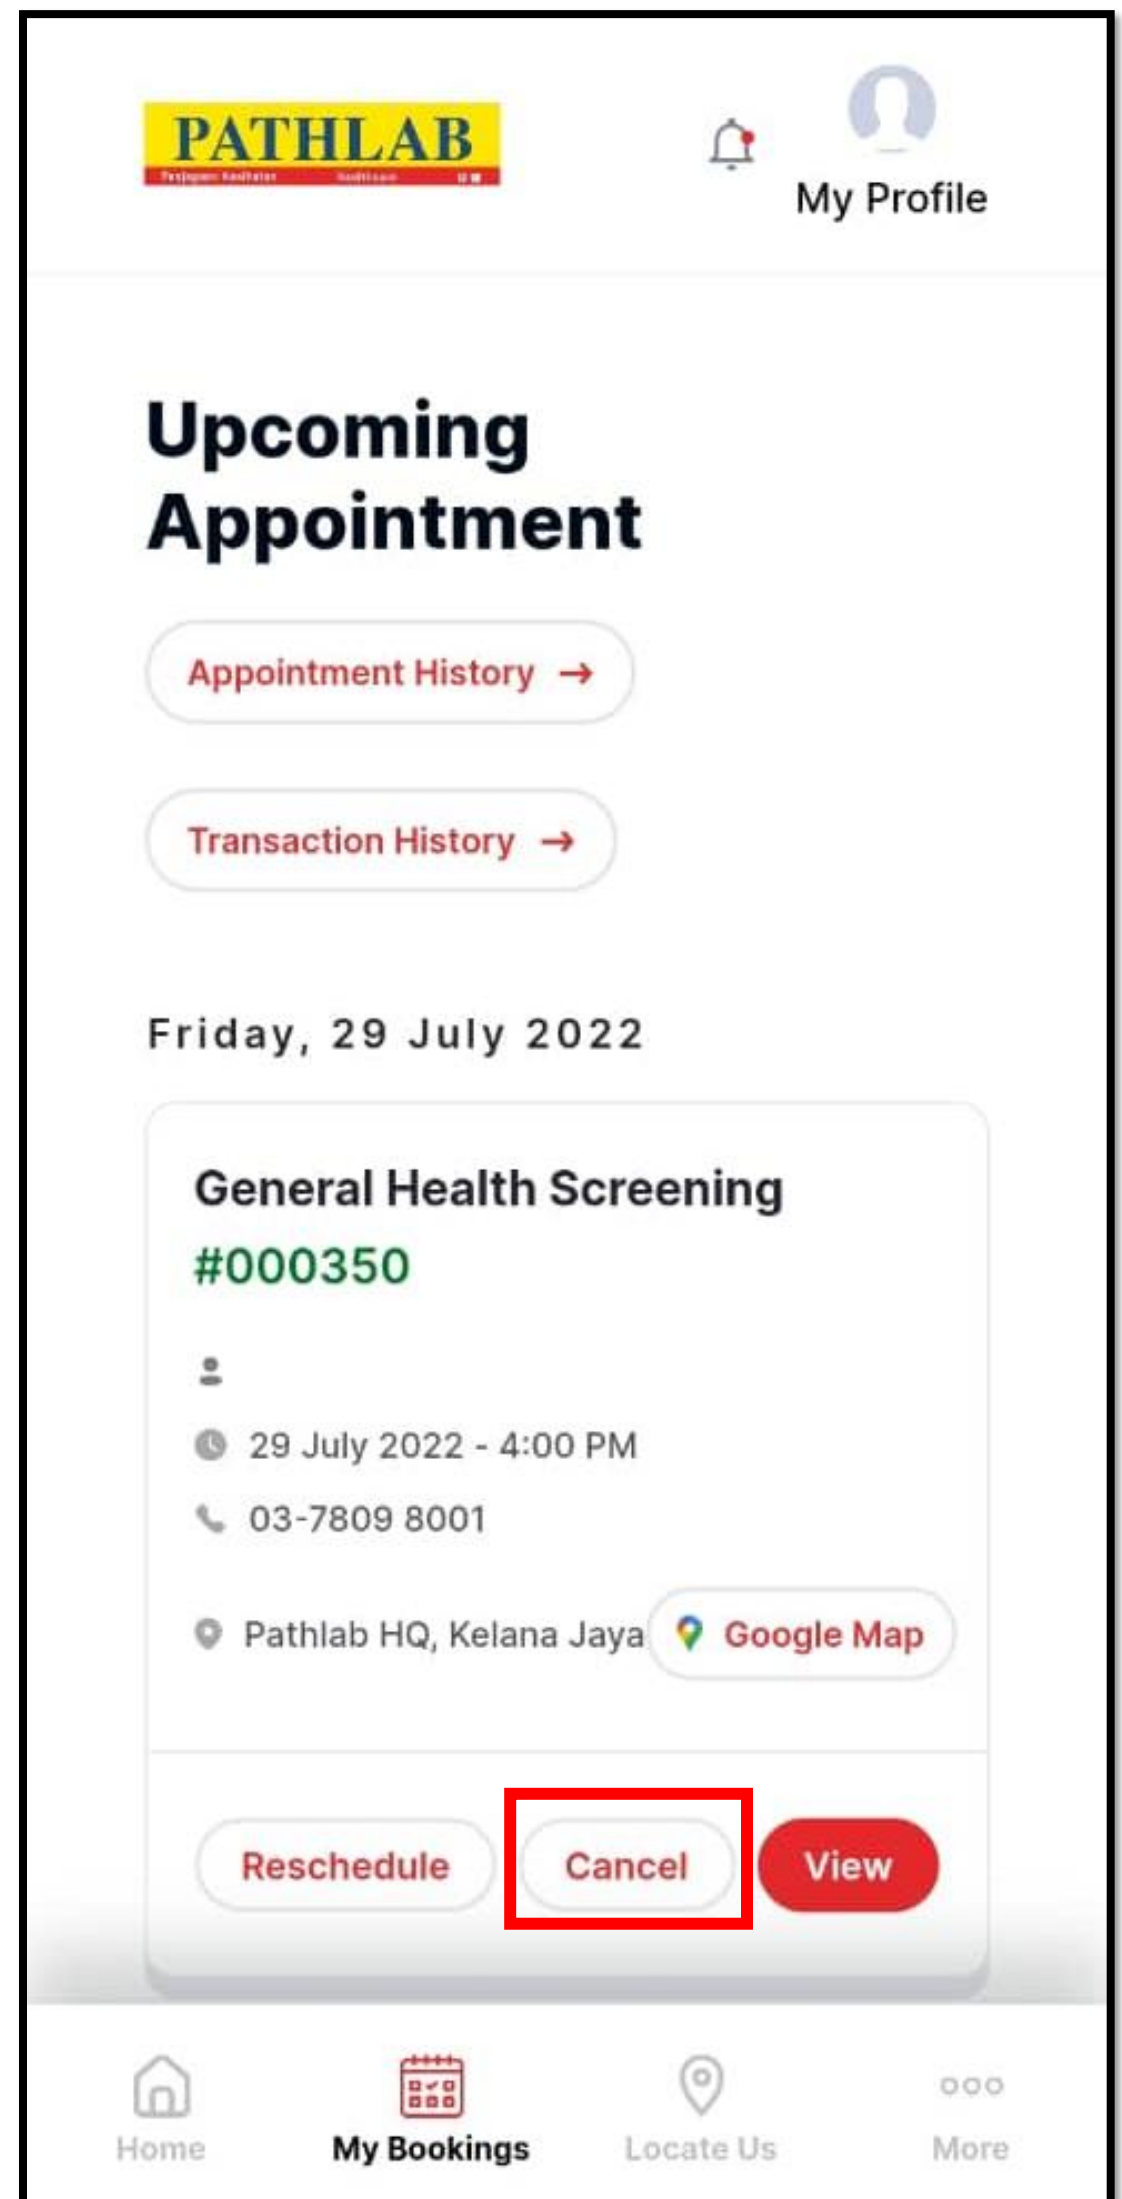 PATHLAB
My Profile
Upcoming
Appointment
Appointment History →
Transaction History →
Friday, 29 July 2022
General Health Screening
#000350
29 July 2022 - 4:00 PM
03-7809 8001
Pathlab HQ, Kelana Jaya Google Map
Reschedule Cancel View
Home My Bookings Locate Us More